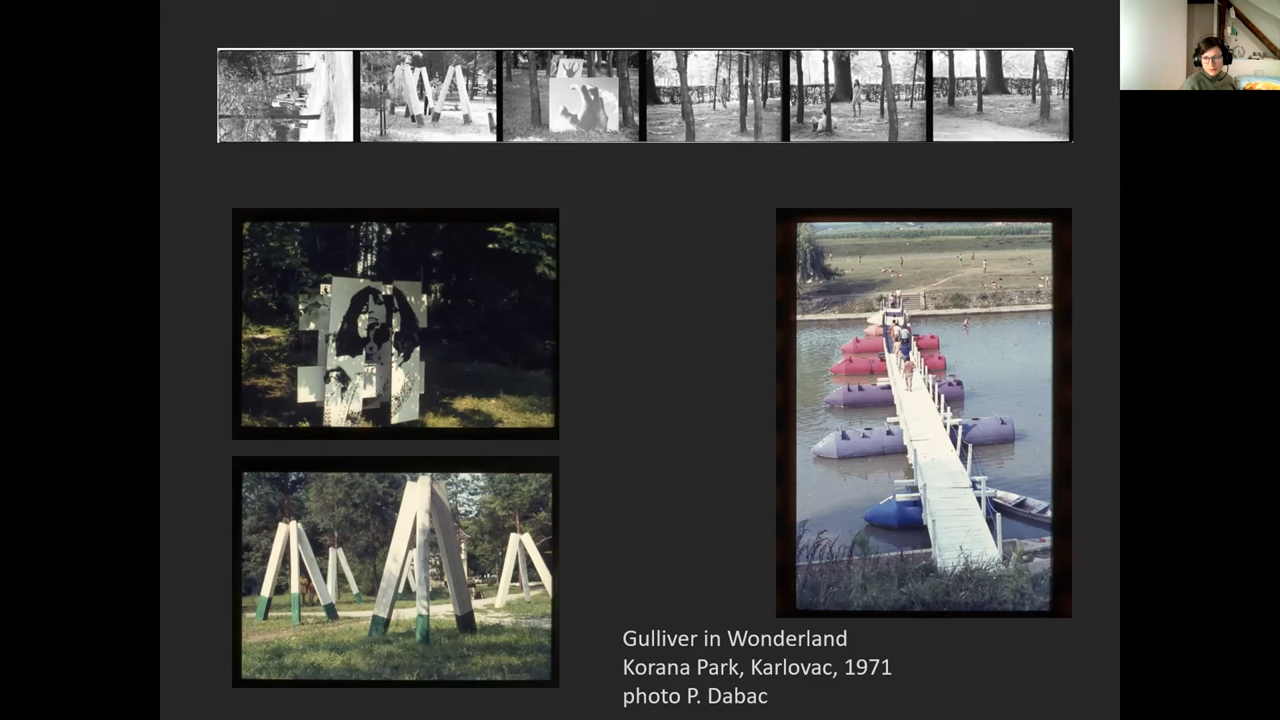 Gulliver in Wonderland
Korana Park, Karlovac, 1971
photo P. Dabac